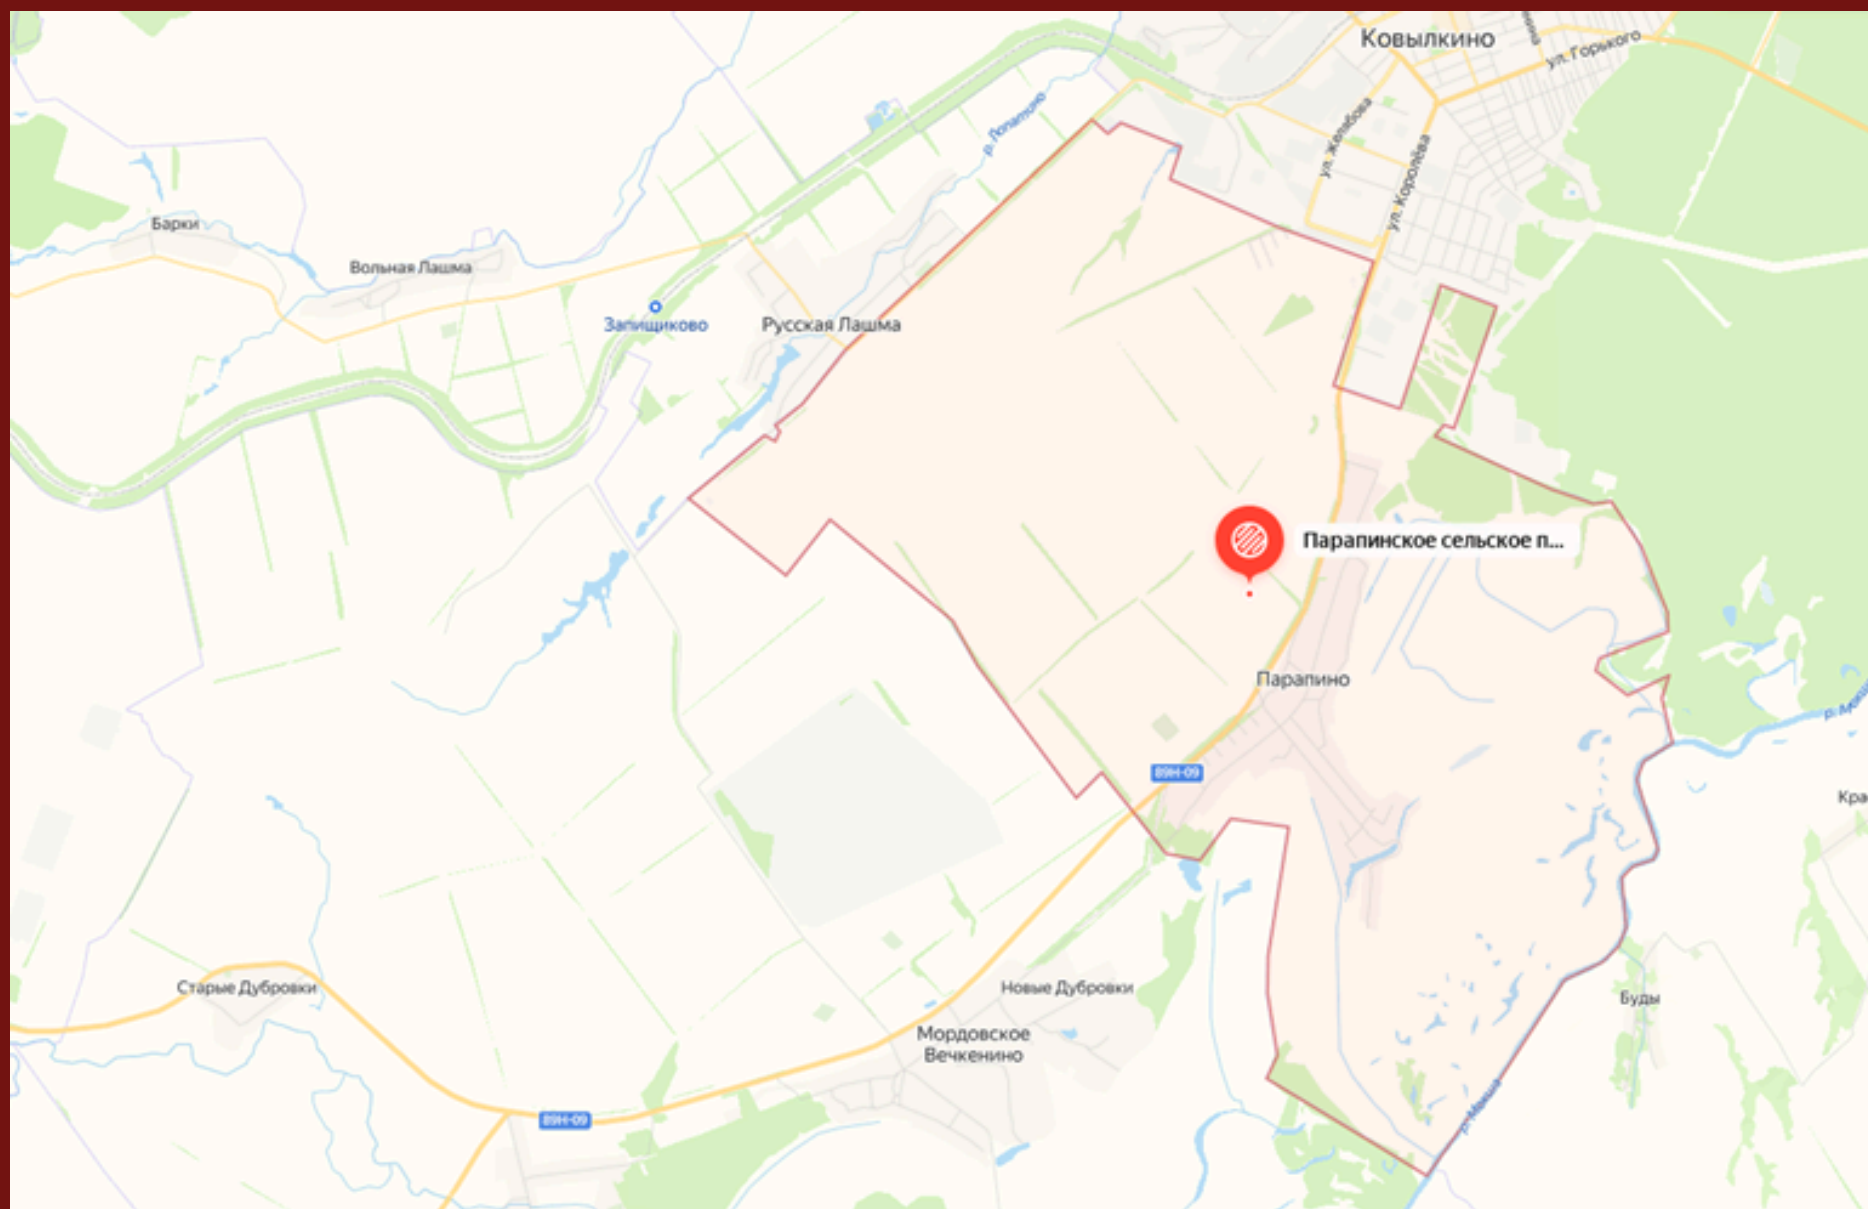 Ковылкино
ул. Горького
р. Лопатино
ул. Желябова
ул. Королёва
Барки
Вольная Лашма
Запищиково
Русская Лашма
Парапинское сельское п...
Парапино
р. Мокша
89Н-09
Кра
Старые Дубровки
Новые Дубровки
Буды
Мордовское
Вечкенино
р. Мокша
89Н-09